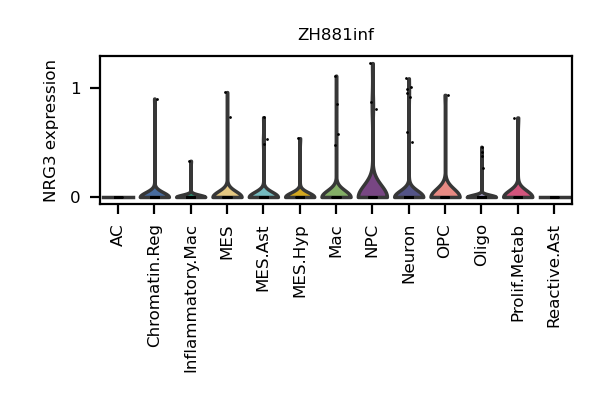 ZH881inf
NRG3 expression
1
0
AC
Chromatin.Reg
Inflammatory.Mac
MES
MES.Ast
MES.Hyp
Mac
NPC
Neuron
OPC
Oligo
Prolif.Metab
Reactive.Ast